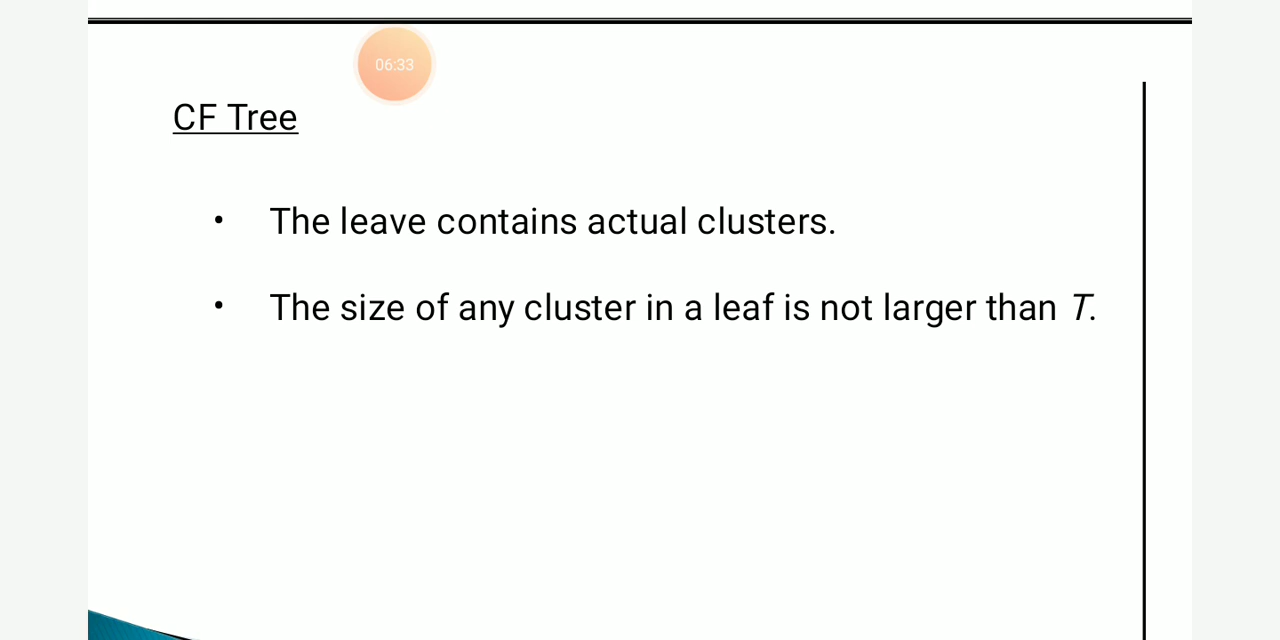 06:33
CF Tree
• The leave contains actual clusters.
• The size of any cluster in a leaf is not larger than T.